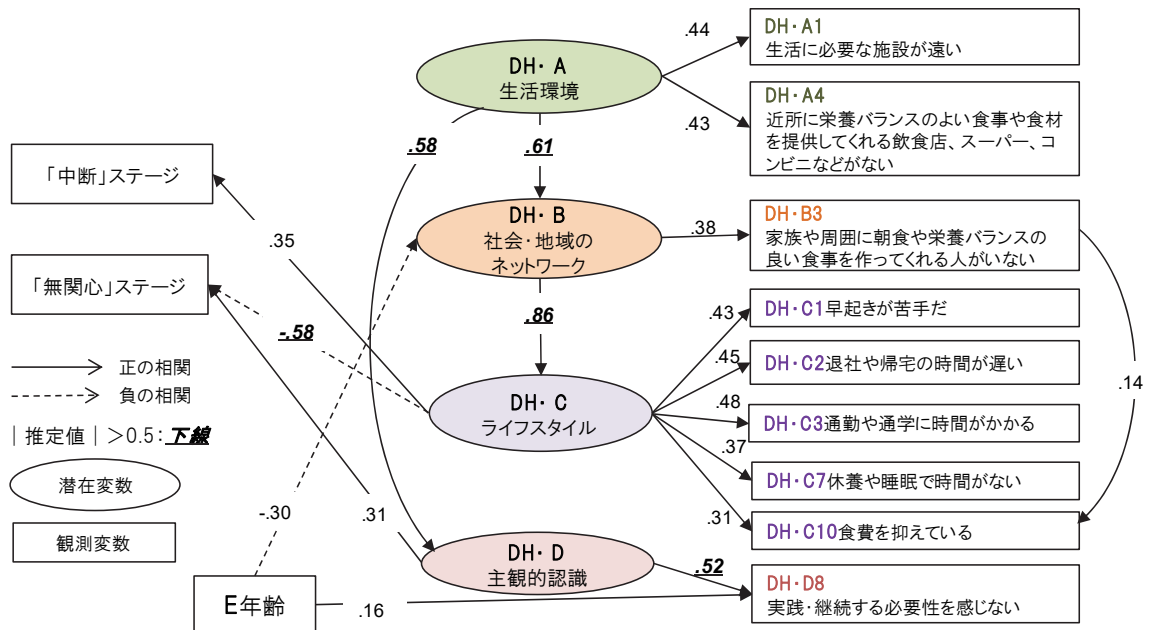 DH・A
生活環境
.44
DH・A1
生活に必要な施設が遠い
.43
DH・A4
近所に栄養バランスのよい食事や食材
を提供してくれる飲食店、スーパー、コ
ンビニなどがない
.58
.61
「中断」ステージ
DH・B
社会・地域の
ネットワーク
.38
DH・B3
家族や周囲に朝食や栄養バランスの
良い食事を作ってくれる人がいない
.35
「無関心」ステージ
-.58
.86
.43
DH・C1早起きが苦手だ
.45
DH・C2退社や帰宅の時間が遅い
.14
正の相関
負の相関
DH・C
ライフスタイル
.48
DH・C3通勤や通学に時間がかかる
|推定値|>0.5:下線
.37
DH・C7休養や睡眠で時間がない
潜在変数
-.30
.31
.31
DH・C10食費を抑えている
観測変数
DH・D
主観的認識
.52
DH・D8
実践・継続する必要性を感じない
E年齢
.16